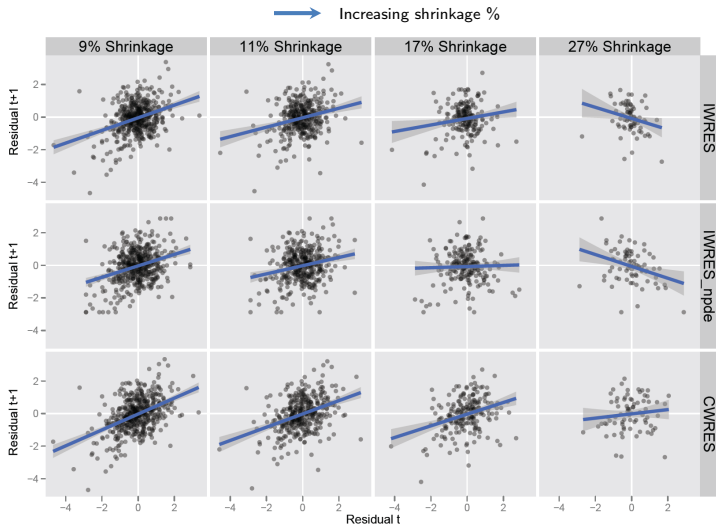 Increasing shrinkage %
9% Shrinkage 11% Shrinkage 17% Shrinkage 27% Shrinkage
Residual t+1
2
0
−2
−4
IWRES
Residual t+1
2
0
−2
−4
IWRES_npde
Residual t+1
2
0
−2
−4
CWRES
−4 −2 0 2 −4 −2 0 2 −4 −2 0 2 −4 −2 0 2
Residual t